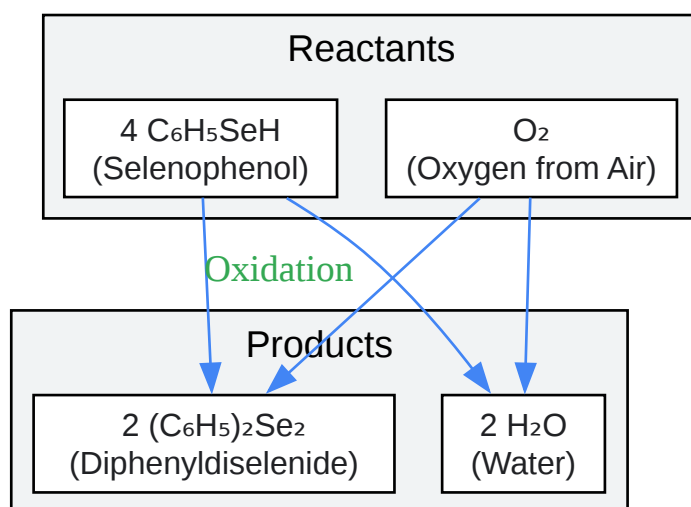 Reactants
4 C₆H₅SeH
(Selenophenol)
O₂
(Oxygen from Air)
Oxidation
Products
2 (C₆H₅)₂Se₂
(Diphenyldiselenide)
2 H₂O
(Water)